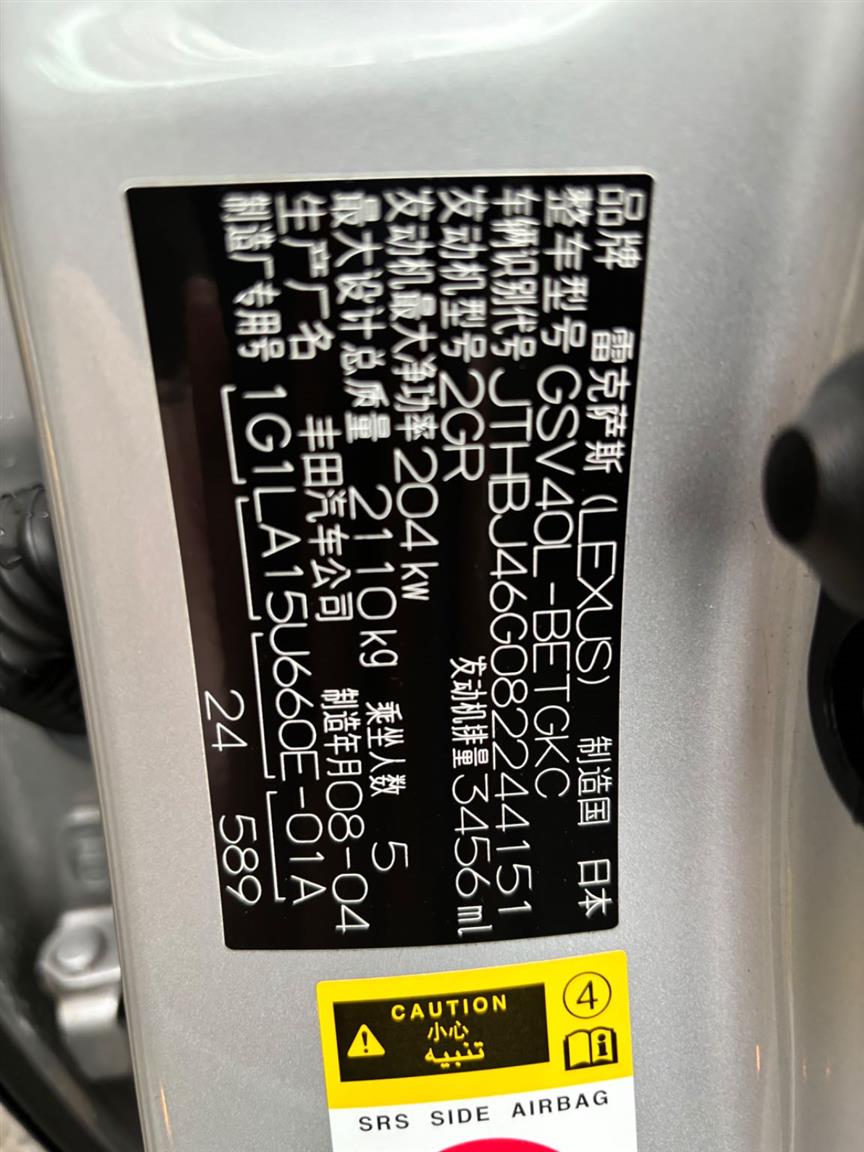 品牌 雷克萨斯 (LEXUS) 制造国 日本
整车型号 GSV40L-BETGKC
车辆识别代号 JTHBJ46G082244151
发动机型号 2GR 发动机排量 3456 ml
发动机最大净功率 204 kw
最大设计总质量 2110 kg 乘坐人数 5
生产厂名 丰田汽车公司 制造年月 08-04
制造厂专用号 1G1LA15U660E-01A
24 589
CAUTION
小心
تنبيه
4
i
SRS SIDE AIRBAG